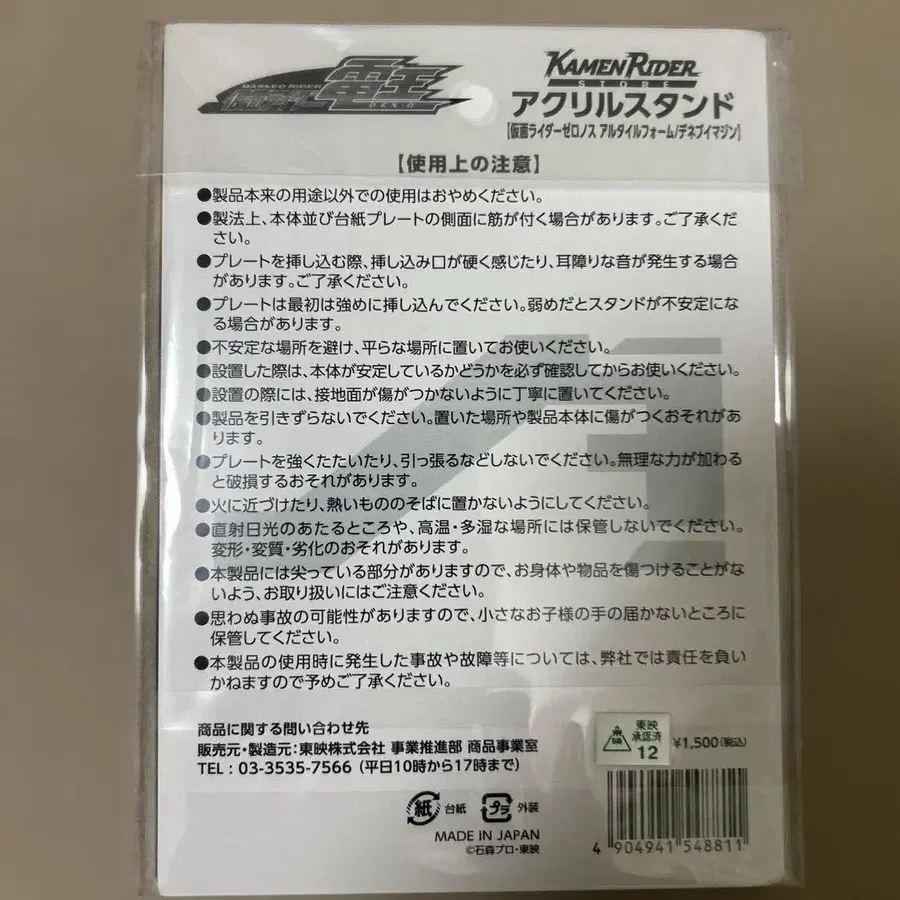 MASKED RIDER
仮面ライダー電王
DEN-O
KAMEN RIDER
STORE
アクリルスタンド
[仮面ライダーゼロノス アルタイルフォーム/デネブイマジン]
【使用上の注意】
●製品本来の用途以外での使用はおやめください。
●製法上、本体並び台紙プレートの側面に筋が付く場合があります。ご了承くだ
さい。
●プレートを挿し込む際、挿し込み口が硬く感じたり、耳障りな音が発生する場合
があります。ご了承ください。
●プレートは最初は強めに挿し込んでください。弱めだとスタンドが不安定にな
る場合があります。
●不安定な場所を避け、平らな場所に置いてお使いください。
●設置した際は、本体が安定しているかどうかを必ず確認してからお使いください。
●設置の際には、接地面が傷がつかないように丁寧に置いてください。
●製品を引きずらないでください。置いた場所や製品本体に傷がつくおそれがあ
ります。
●プレートを強くたたいたり、引っ張るなどしないでください。無理な力が加わる
と破損するおそれがあります。
●火に近づけたり、熱いもののそばに置かないようにしてください。
●直射日光のあたるところや、高温・多湿な場所には保管しないでください。
変形・変質・劣化のおそれがあります。
●本製品には尖っている部分がありますので、お身体や物品を傷つけることがな
いよう、お取り扱いにはご注意ください。
●思わぬ事故の可能性がありますので、小さなお子様の手の届かないところに
保管してください。
●本製品の使用時に発生した事故や故障等については、弊社では責任を負い
かねますので予めご了承ください。
商品に関する問い合わせ先
販売元・製造元：東映株式会社 事業推進部 商品事業室
TEL：03-3535-7566（平日10時から17時まで）
東映
東映
承認済
12
¥1,500(税込)
紙 台紙 プラ 外装
MADE IN JAPAN
©石森プロ・東映
4 904941 548811